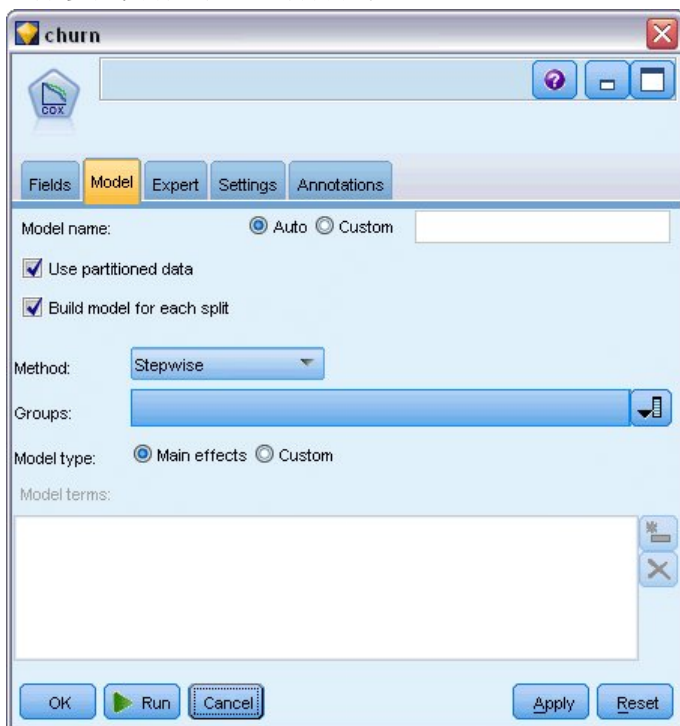 churn
COX
Fields Model Expert Settings Annotations
Model name: Auto Custom
Use partitioned data
Build model for each split
Method: Stepwise
Groups:
Model type: Main effects Custom
Model terms:
OK Run Cancel Apply Reset